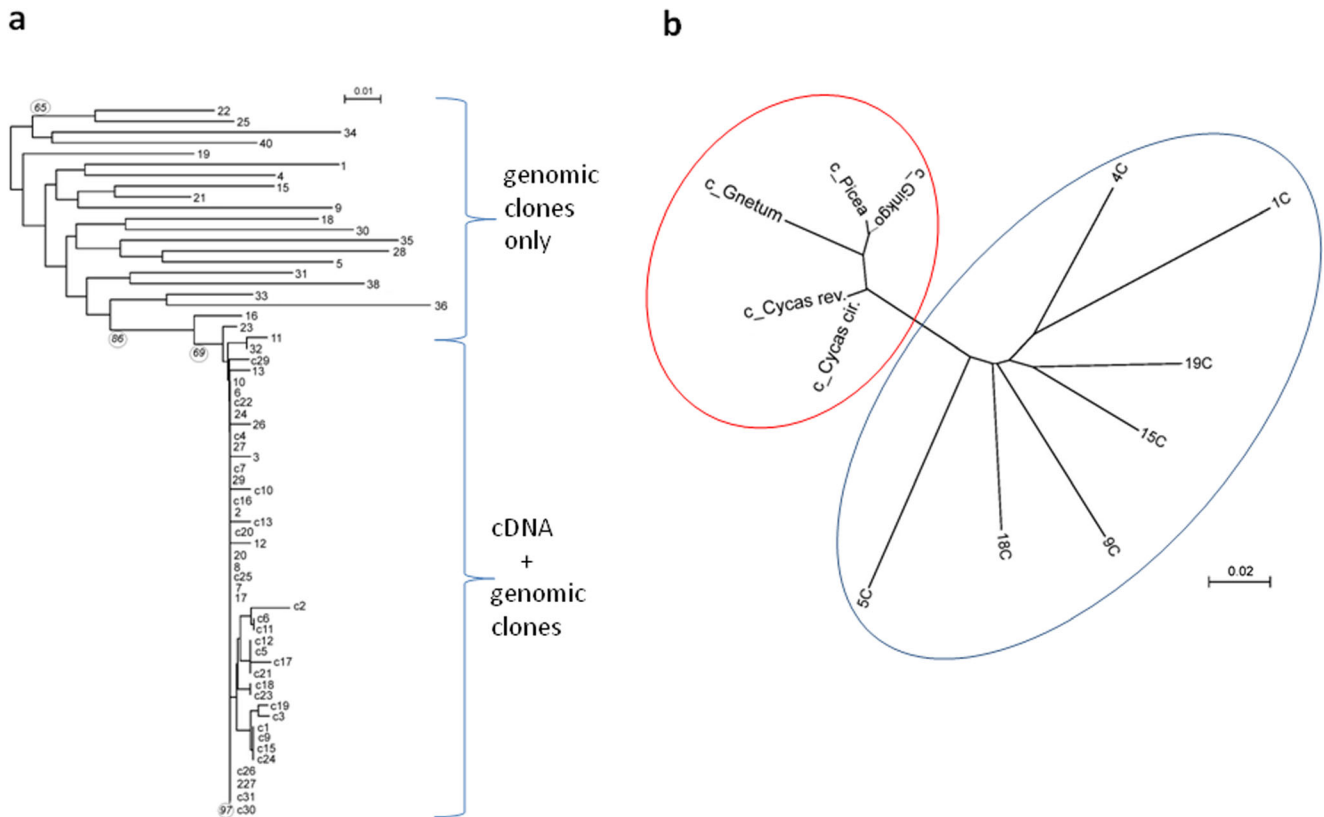 a
b
0.01
65
22
25
34
40
19
1
4
15
21
9
18
30
35
28
5
31
38
33
36
16
86
69
23
11
32
c29
13
10
6
c22
24
26
c4
27
3
c7
29
c10
c16
2
c13
c20
12
20
8
c25
7
17
c2
c6
c11
c12
c5
c17
c21
c18
c23
c19
c3
c1
c9
c15
c24
c26
227
c31
97
c30
genomic
clones
only
cDNA
+
genomic
clones
c_Gnetum
c_Picea
c_Ginkgo
c_Cycas rev.
c_Cycas cir.
4C
1C
19C
15C
9C
18C
5C
0.02